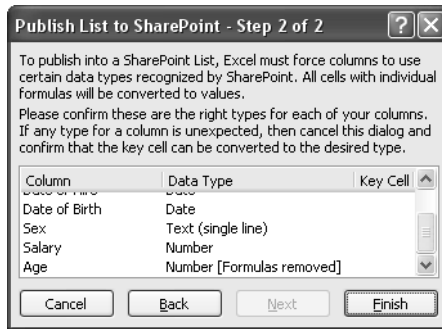 Publish List to SharePoint - Step 2 of 2
To publish into a SharePoint List, Excel must force columns to use
certain data types recognized by SharePoint. All cells with individual
formulas will be converted to values.
Please confirm these are the right types for each of your columns.
If any type for a column is unexpected, then cancel this dialog and
confirm that the key cell can be converted to the desired type.
Column Data Type Key Cell
Date of Hire Date
Date of Birth Date
Sex Text (single line)
Salary Number
Age Number [Formulas removed]
Cancel Back Next Finish